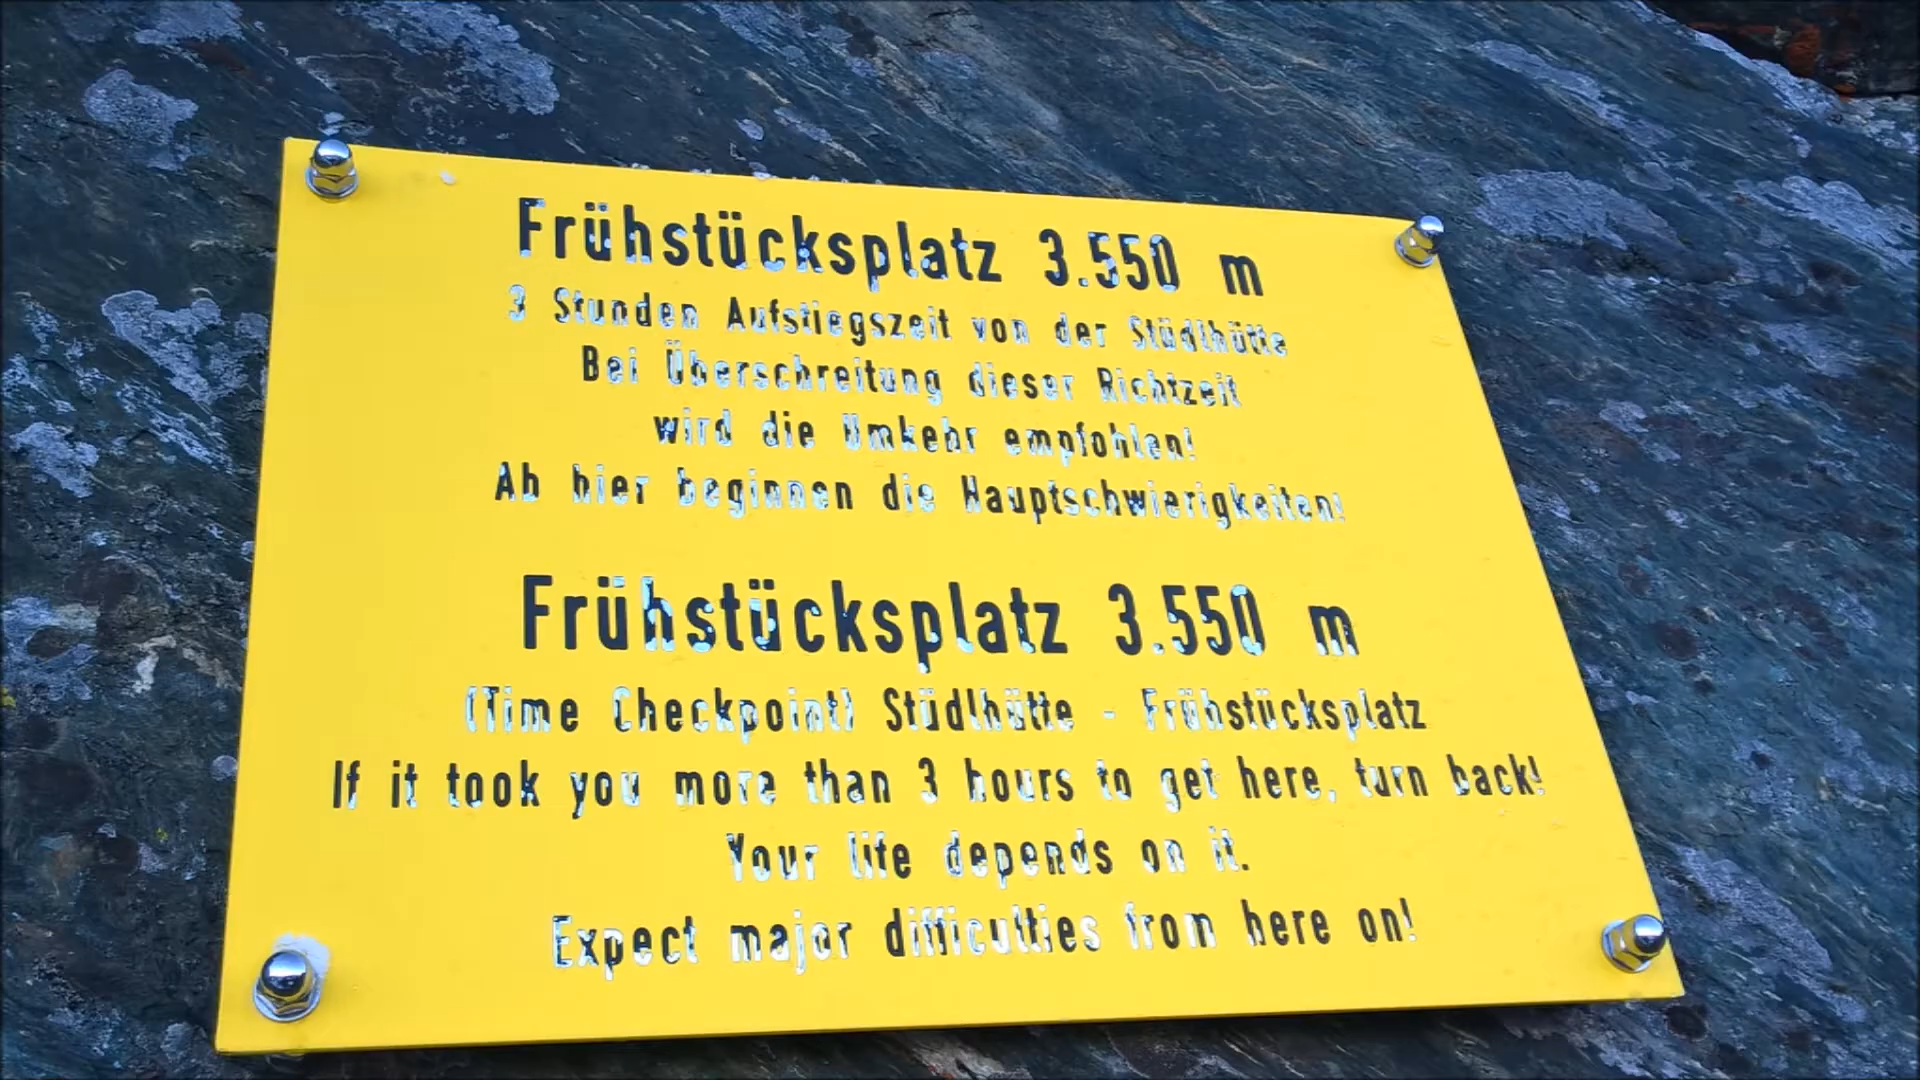 Frühstücksplatz 3.550 m
3 Stunden Aufstiegszeit von der Stüdlhütte
Bei Überschreitung dieser Richtzeit
wird die Umkehr empfohlen!
Ab hier beginnen die Hauptschwierigkeiten!
Frühstücksplatz 3.550 m
(Time Checkpoint) Stüdlhütte - Frühstücksplatz
If it took you more than 3 hours to get here, turn back!
Your life depends on it.
Expect major difficulties from here on!